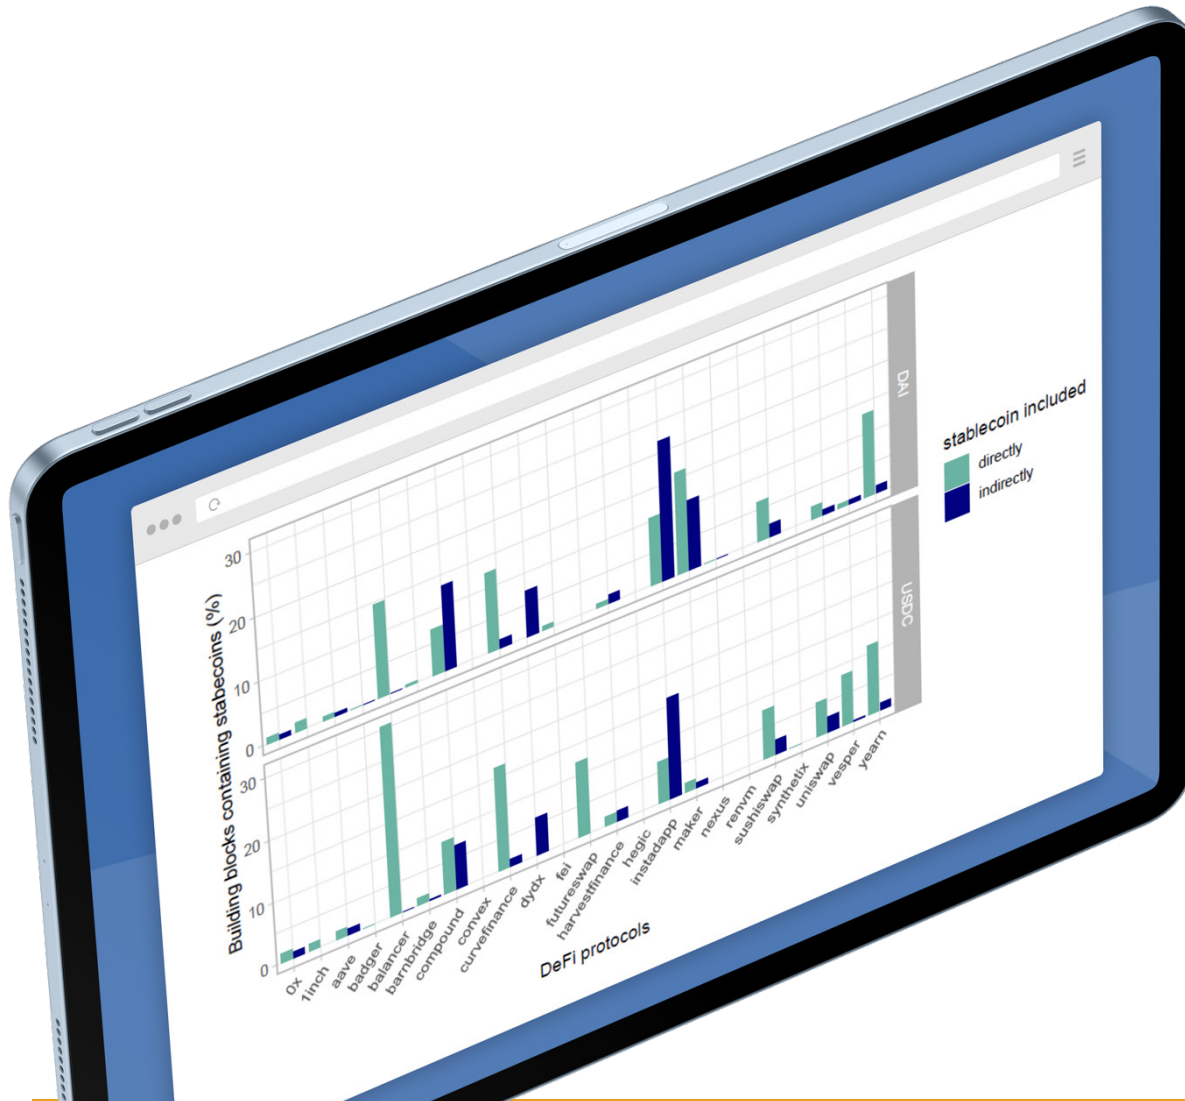 Building blocks containing stabecoins (%)
30
20
10
0
DAI
30
20
10
0
USDC
0x
1inch
aave
badger
balancer
barnbridge
compound
convex
curvefinance
dydx
fei
futureswap
harvestfinance
hegic
instadapp
maker
nexus
renvm
sushiswap
synthetix
uniswap
vesper
yearn
DeFi protocols
stablecoin included
directly
indirectly